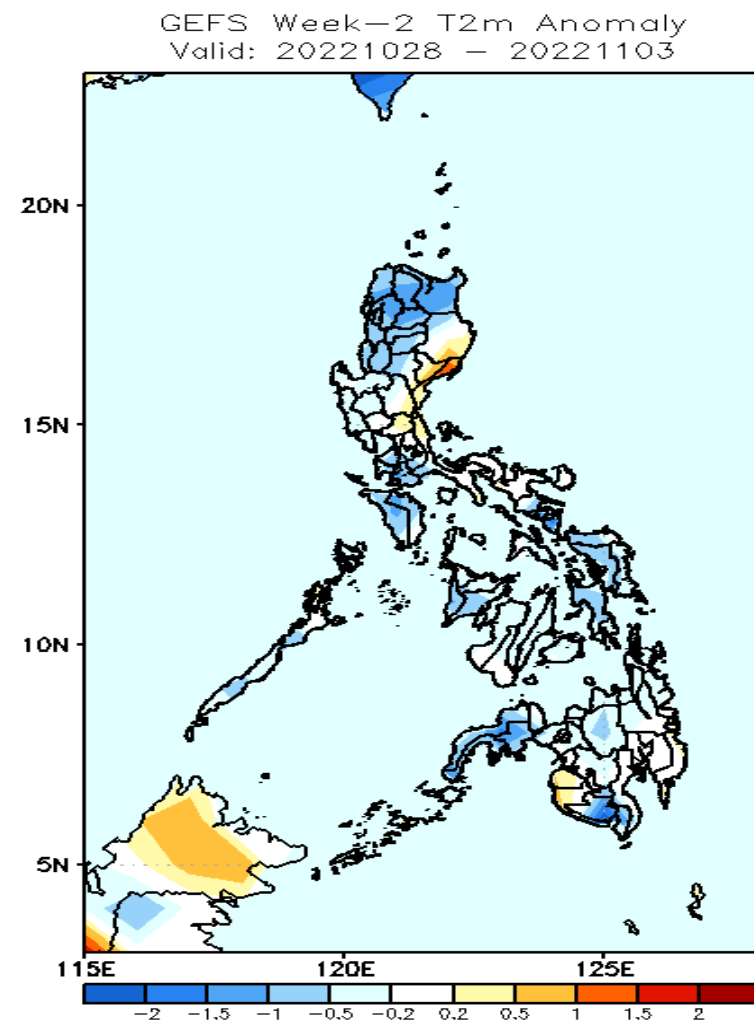 GEFS Week-2 T2m Anomaly
Valid: 20221028 - 20221103
20N
15N
10N
5N
115E 120E 125E
-2 -1.5 -1 -0.5 -0.2 0.2 0.5 1 1.5 2